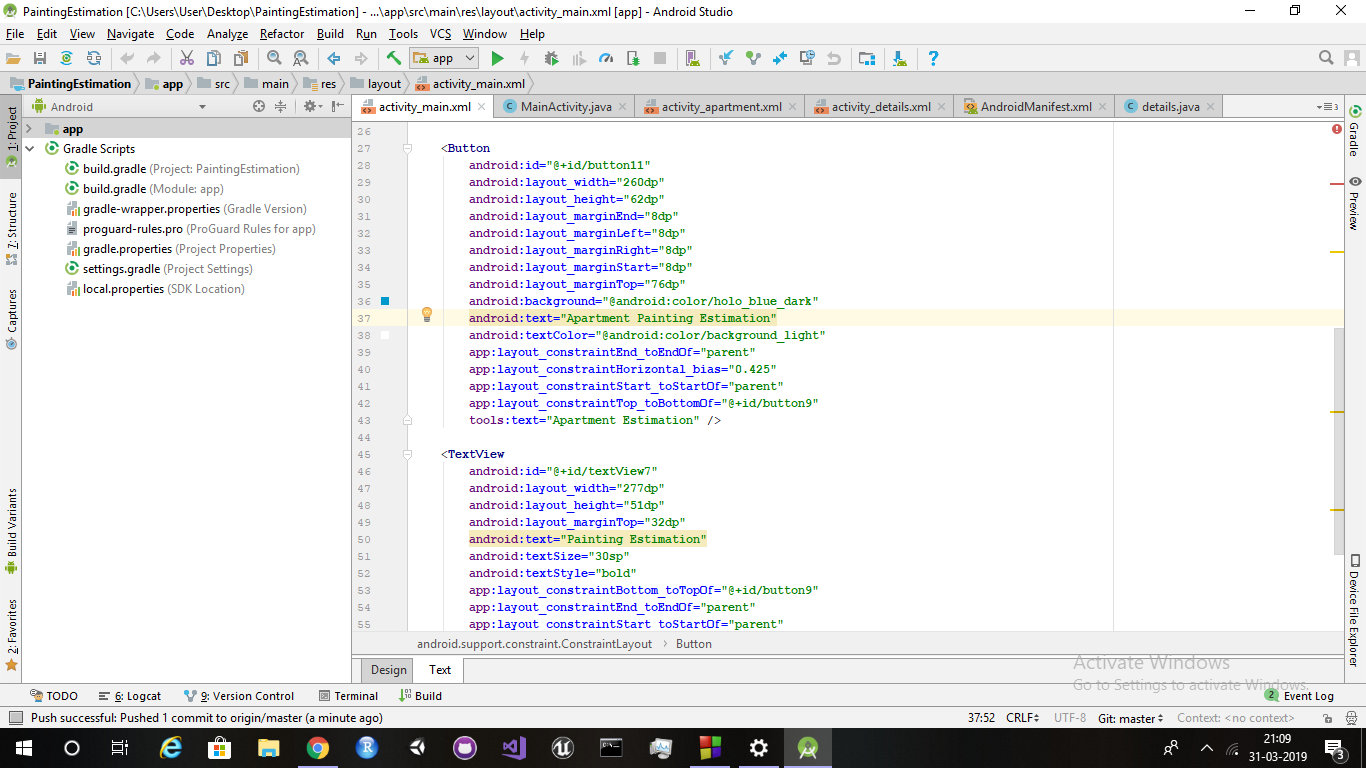 PaintingEstimation [C:\Users\User\Desktop\PaintingEstimation] - ...\app\src\main\res\layout\activity_main.xml [app] - Android Studio
File Edit View Navigate Code Analyze Refactor Build Run Tools VCS Window Help
app
PaintingEstimation app src main res layout activity_main.xml
Android
activity_main.xml MainActivity.java activity_apartment.xml activity_details.xml AndroidManifest.xml details.java 3
1: Project
7: Structure
Captures
Build Variants
2: Favorites
app
Gradle Scripts
build.gradle (Project: PaintingEstimation)
build.gradle (Module: app)
gradle-wrapper.properties (Gradle Version)
proguard-rules.pro (ProGuard Rules for app)
gradle.properties (Project Properties)
settings.gradle (Project Settings)
local.properties (SDK Location)
26
27 <Button
28 android:id="@+id/button11"
29 android:layout_width="260dp"
30 android:layout_height="62dp"
31 android:layout_marginEnd="8dp"
32 android:layout_marginLeft="8dp"
33 android:layout_marginRight="8dp"
34 android:layout_marginStart="8dp"
35 android:layout_marginTop="76dp"
36 android:background="@android:color/holo_blue_dark"
37 android:text="Apartment Painting Estimation"
38 android:textColor="@android:color/background_light"
39 app:layout_constraintEnd_toEndOf="parent"
40 app:layout_constraintHorizontal_bias="0.425"
41 app:layout_constraintStart_toStartOf="parent"
42 app:layout_constraintTop_toBottomOf="@+id/button9"
43 tools:text="Apartment Estimation" />
44
45 <TextView
46 android:id="@+id/textView7"
47 android:layout_width="277dp"
48 android:layout_height="51dp"
49 android:layout_marginTop="32dp"
50 android:text="Painting Estimation"
51 android:textSize="30sp"
52 android:textStyle="bold"
53 app:layout_constraintBottom_toTopOf="@+id/button9"
54 app:layout_constraintEnd_toEndOf="parent"
55 app:layout_constraintStart_toStartOf="parent"
android.support.constraint.ConstraintLayout › Button
Design Text
Gradle
Preview
Device File Explorer
Activate Windows
Go to Settings to activate Windows.
TODO 6: Logcat 9: Version Control Terminal Build 2 Event Log
Push successful: Pushed 1 commit to origin/master (a minute ago) 37:52 CRLF UTF-8 Git: master Context: <no context>
21:09
31-03-2019
3